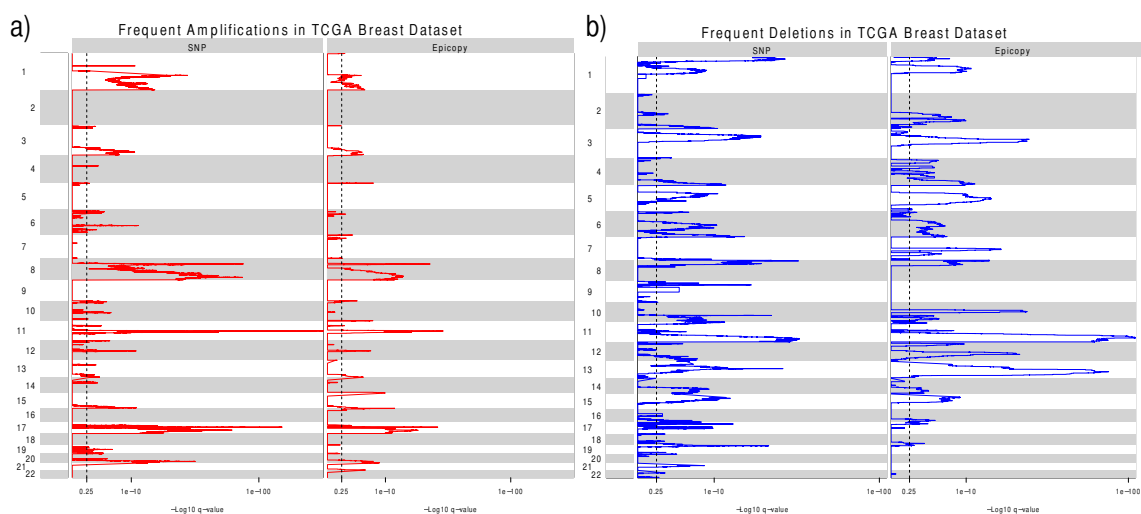 a)
Frequent Amplifications in TCGA Breast Dataset
SNP
Epicopy
1
2
3
4
5
6
7
8
9
10
11
12
13
14
15
16
17
18
19
20
21
22
0.25
1e-10
1e-100
0.25
1e-10
1e-100
-Log10 q-value
-Log10 q-value
b)
Frequent Deletions in TCGA Breast Dataset
SNP
Epicopy
1
2
3
4
5
6
7
8
9
10
11
12
13
14
15
16
17
18
19
20
21
22
0.25
1e-10
1e-100
0.25
1e-10
1e-100
-Log10 q-value
-Log10 q-value